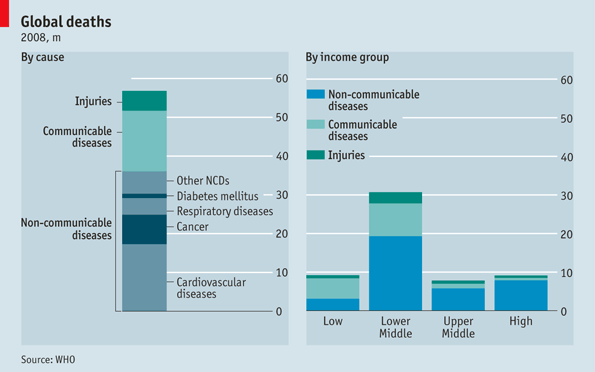 Global deaths
2008, m
By cause
60
50
40
30
20
10
0
Injuries
Communicable
diseases
Non-communicable
diseases
Other NCDs
Diabetes mellitus
Respiratory diseases
Cancer
Cardiovascular
diseases
By income group
Non-communicable
diseases
Communicable
diseases
Injuries
60
50
40
30
20
10
0
Low
Lower
Middle
Upper
Middle
High
Source: WHO